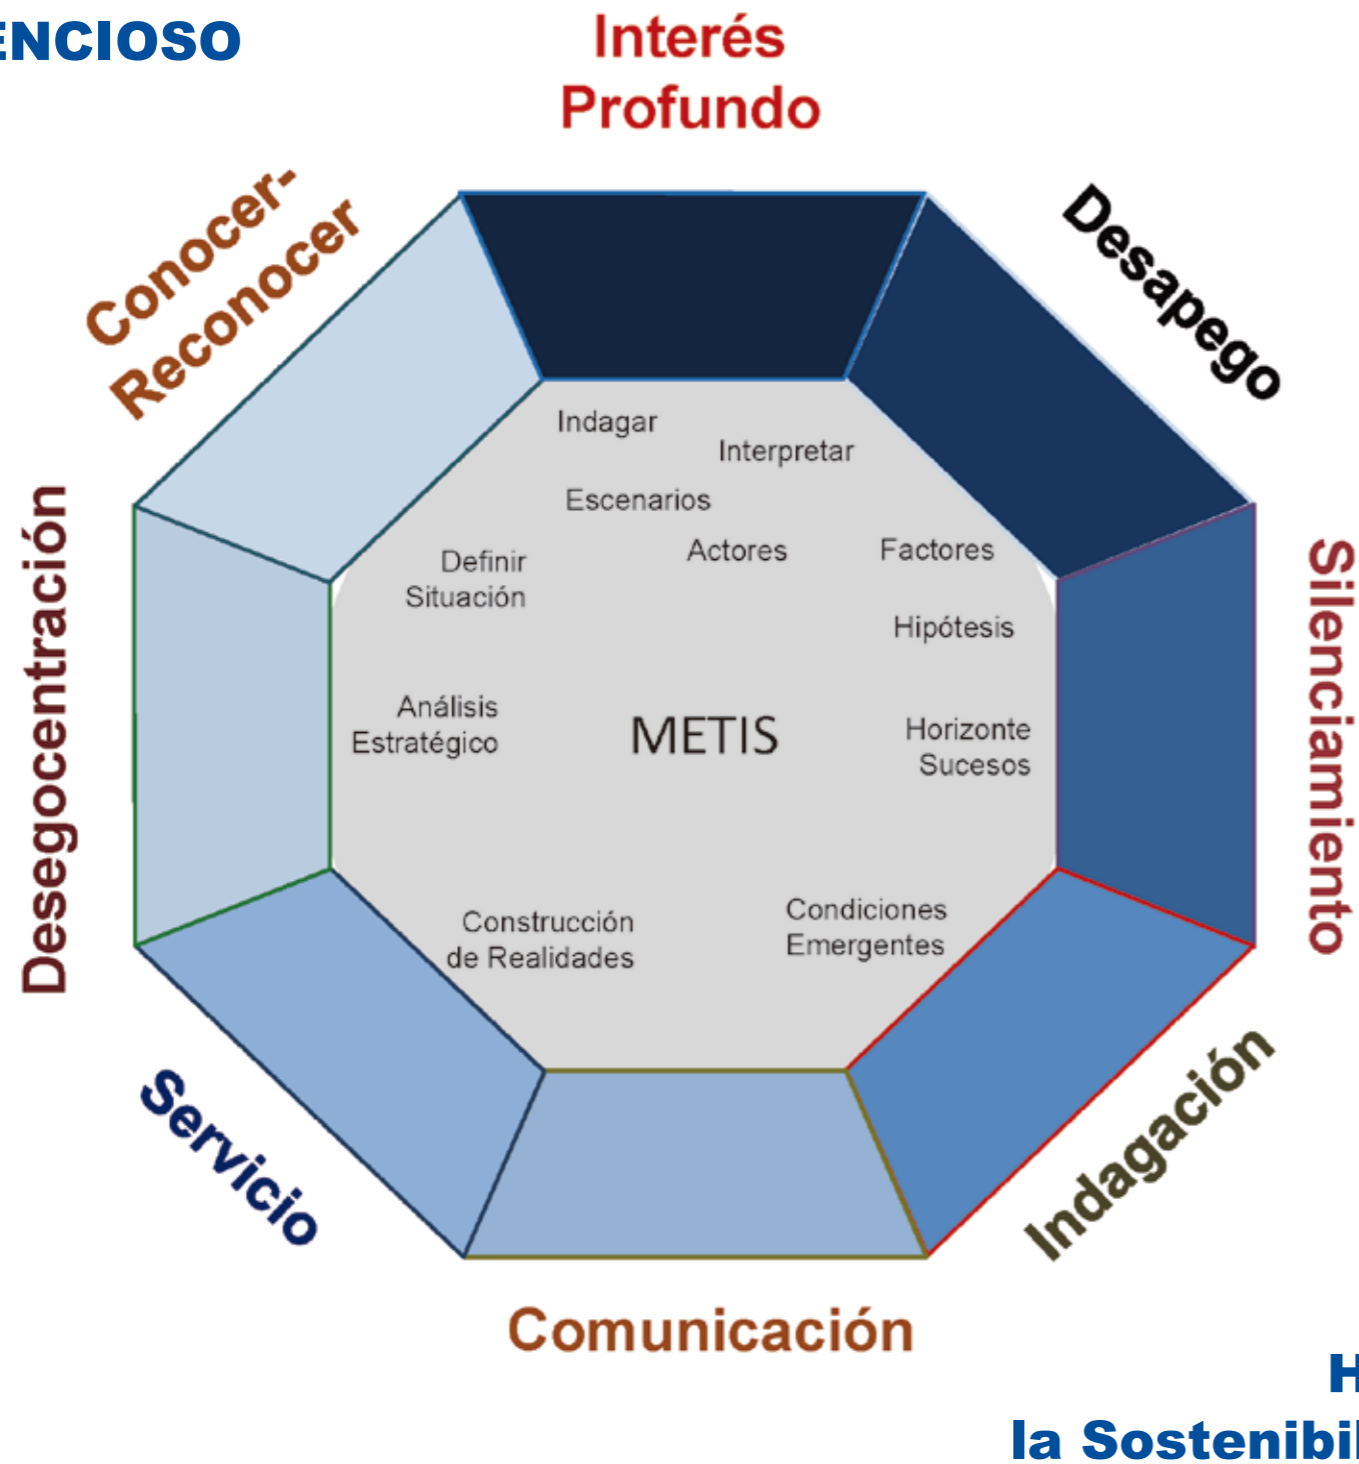 ENCIOSO
Interés
Profundo
Conocer-
Reconocer
Desapego
Indagar
Interpretar
Escenarios
Actores
Factores
Definir
Situación
Hipótesis
Desegocentración
Silenciamiento
Análisis
Estratégico
METIS
Horizonte
Sucesos
Construcción
de Realidades
Condiciones
Emergentes
Servicio
Indagación
Comunicación
H
la Sostenibil